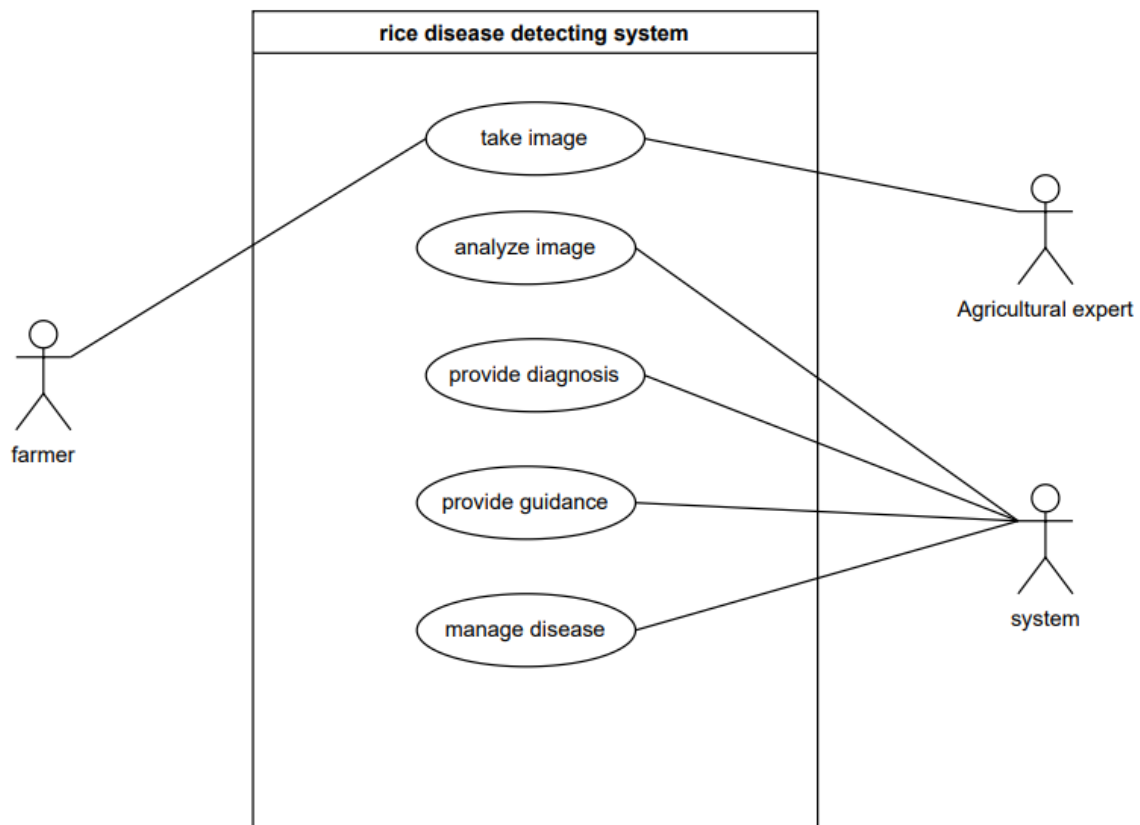 rice disease detecting system
take image
analyze image
Agricultural expert
provide diagnosis
farmer
provide guidance
system
manage disease